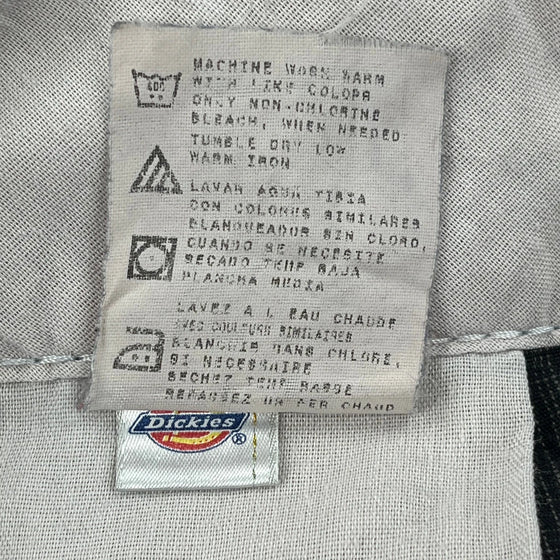 40C
MACHINE WASH WARM
WITH LIKE COLORS
ONLY NON-CHLORINE
BLEACH, WHEN NEEDED
TUMBLE DRY LOW
WARM IRON
LAVAR AGUA TIBIA
CON COLORES SIMILARES
BLANQUEADOR SIN CLORO,
CUANDO SE NECESITE
SECADO TEMP BAJA
PLANCHA MEDIA
LAVEZ A L EAU CHAUDE
AVEC COULEURS SIMILAIRES
BLANCHIR SANS CHLORE,
SI NECESSAIRE
SECHEZ TEMP BASSE
REPASSEZ UN FER CHAUD
Dickies®